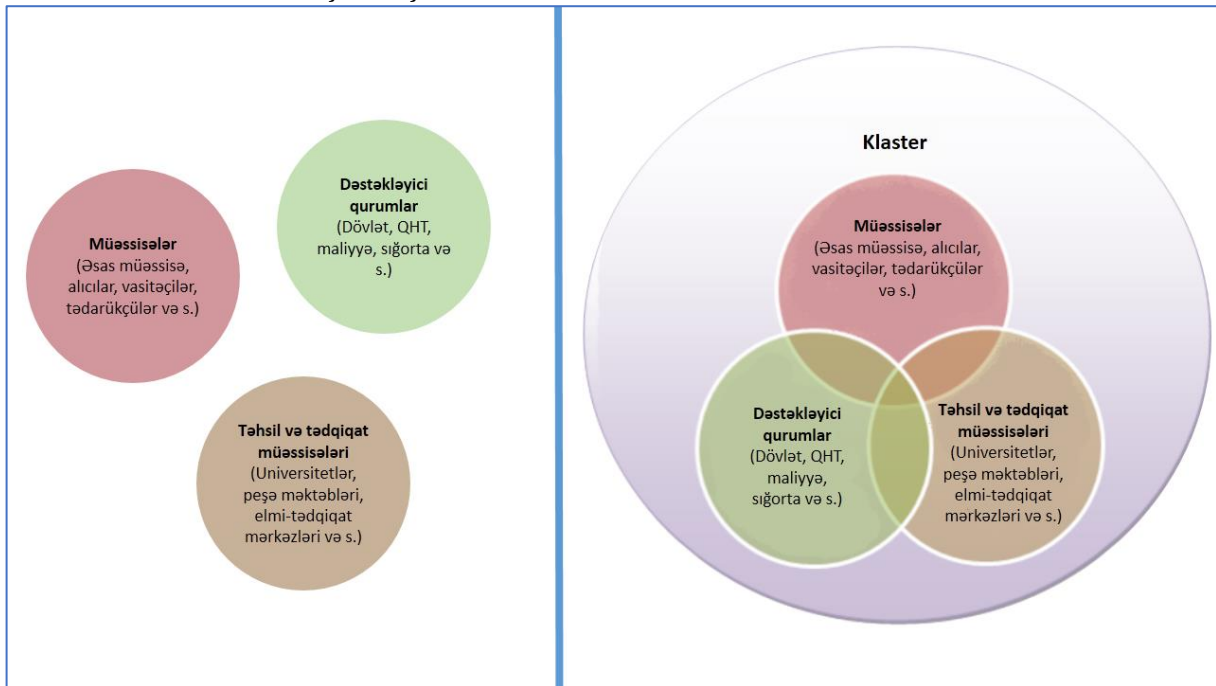 Müəssisələr
(Əsas müəssisə,
alıcılar, vasitəçilər,
tədarükçülər və s.)
Dəstəkləyici
qurumlar
(Dövlət, QHT,
maliyyə, sığorta və
s.)
Təhsil və tədqiqat
müəssisələri
(Universitetlər,
peşə məktəbləri,
elmi-tədqiqat
mərkəzləri və s.)
Klaster
Müəssisələr
(Əsas müəssisə, alıcılar,
vasitəçilər, tədarükçülər
və s.)
Dəstəkləyici
qurumlar
(Dövlət, QHT,
maliyyə,
sığorta və s.)
Təhsil və tədqiqat
müəssisələri
(Universitetlər,
peşə məktəbləri,
elmi-tədqiqat
mərkəzləri və s.)